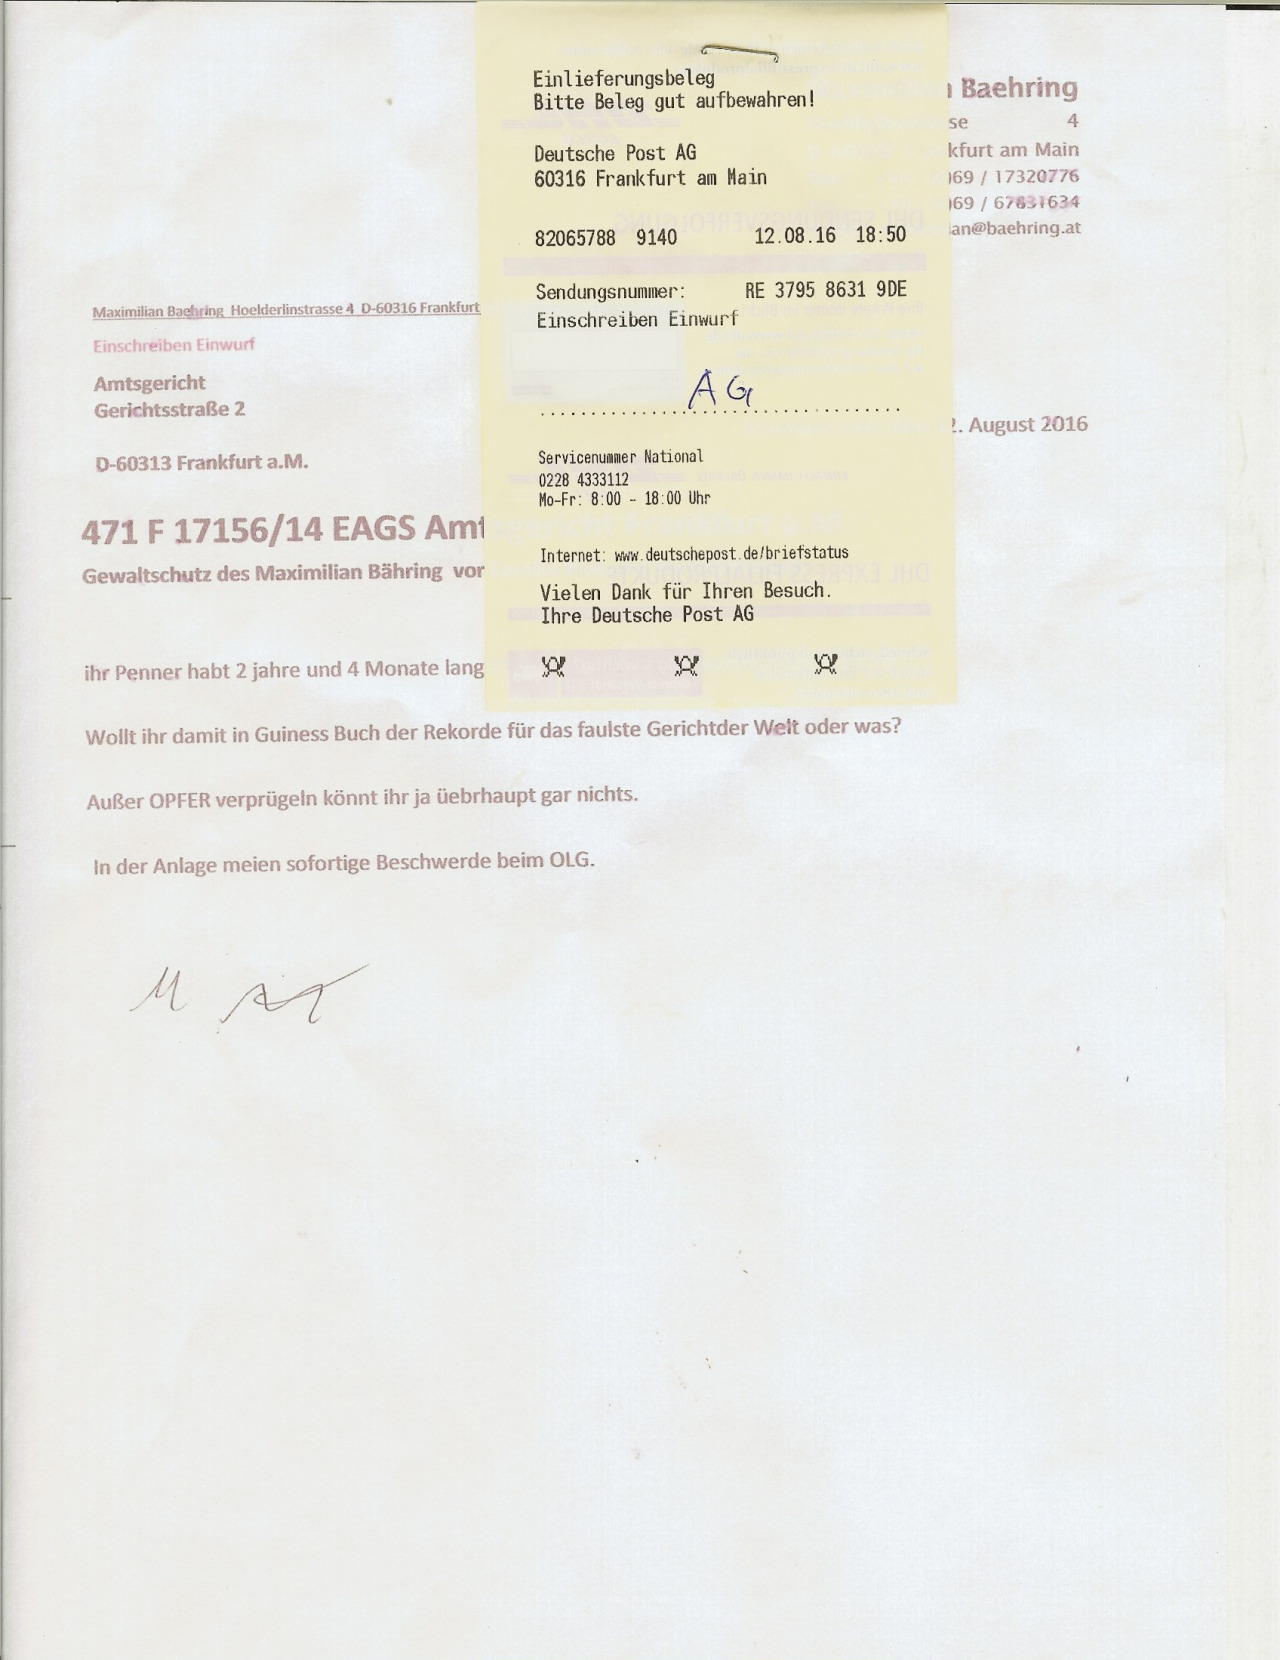 Einlieferungsbeleg
Bitte Beleg gut aufbewahren!
Deutsche Post AG
60316 Frankfurt am Main
82065788 9140 12.08.16 18:50
Sendungsnummer: RE 3795 8631 9DE
Einschreiben Einwurf
AG
Servicenummer National
0228 4333112
Mo-Fr: 8:00 - 18:00 Uhr
Internet: www.deutschepost.de/briefstatus
Vielen Dank für Ihren Besuch.
Ihre Deutsche Post AG
Baehring
se 4
kfurt am Main
069 / 17320776
069 / 67831634
ian@baehring.at
Maximilian Baehring Hoelderlinstrasse 4 D-60316 Frankfurt
Einschreiben Einwurf
Amtsgericht
Gerichtsstraße 2
D-60313 Frankfurt a.M.
2. August 2016
471 F 17156/14 EAGS Amt
Gewaltschutz des Maximilian Bähring vor
ihr Penner habt 2 jahre und 4 Monate lang
Wollt ihr damit in Guiness Buch der Rekorde für das faulste Gerichtder Welt oder was?
Außer OPFER verprügeln könnt ihr ja üebrhaupt gar nichts.
In der Anlage meien sofortige Beschwerde beim OLG.